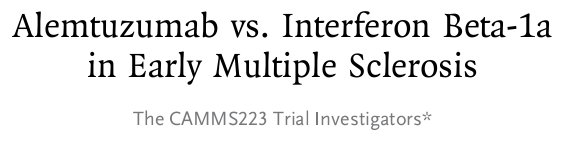 Alemtuzumab vs. Interferon Beta-1a
in Early Multiple Sclerosis
The CAMMS223 Trial Investigators*